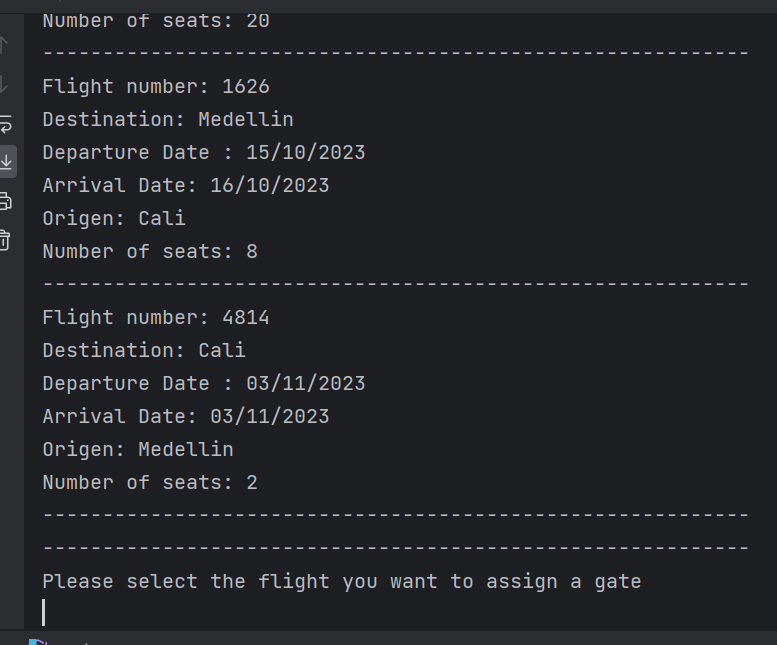 Number of seats: 20
-----------------------------------------------------------
Flight number: 1626
Destination: Medellin
Departure Date : 15/10/2023
Arrival Date: 16/10/2023
Origen: Cali
Number of seats: 8
-----------------------------------------------------------
Flight number: 4814
Destination: Cali
Departure Date : 03/11/2023
Arrival Date: 03/11/2023
Origen: Medellin
Number of seats: 2
-----------------------------------------------------------
-----------------------------------------------------------
Please select the flight you want to assign a gate